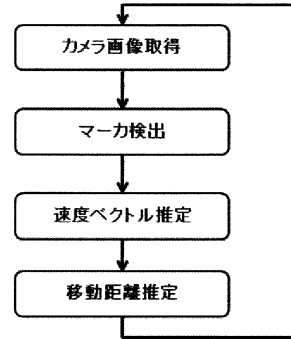 カメラ画像取得
マーカ検出
速度ベクトル推定
移動距離推定